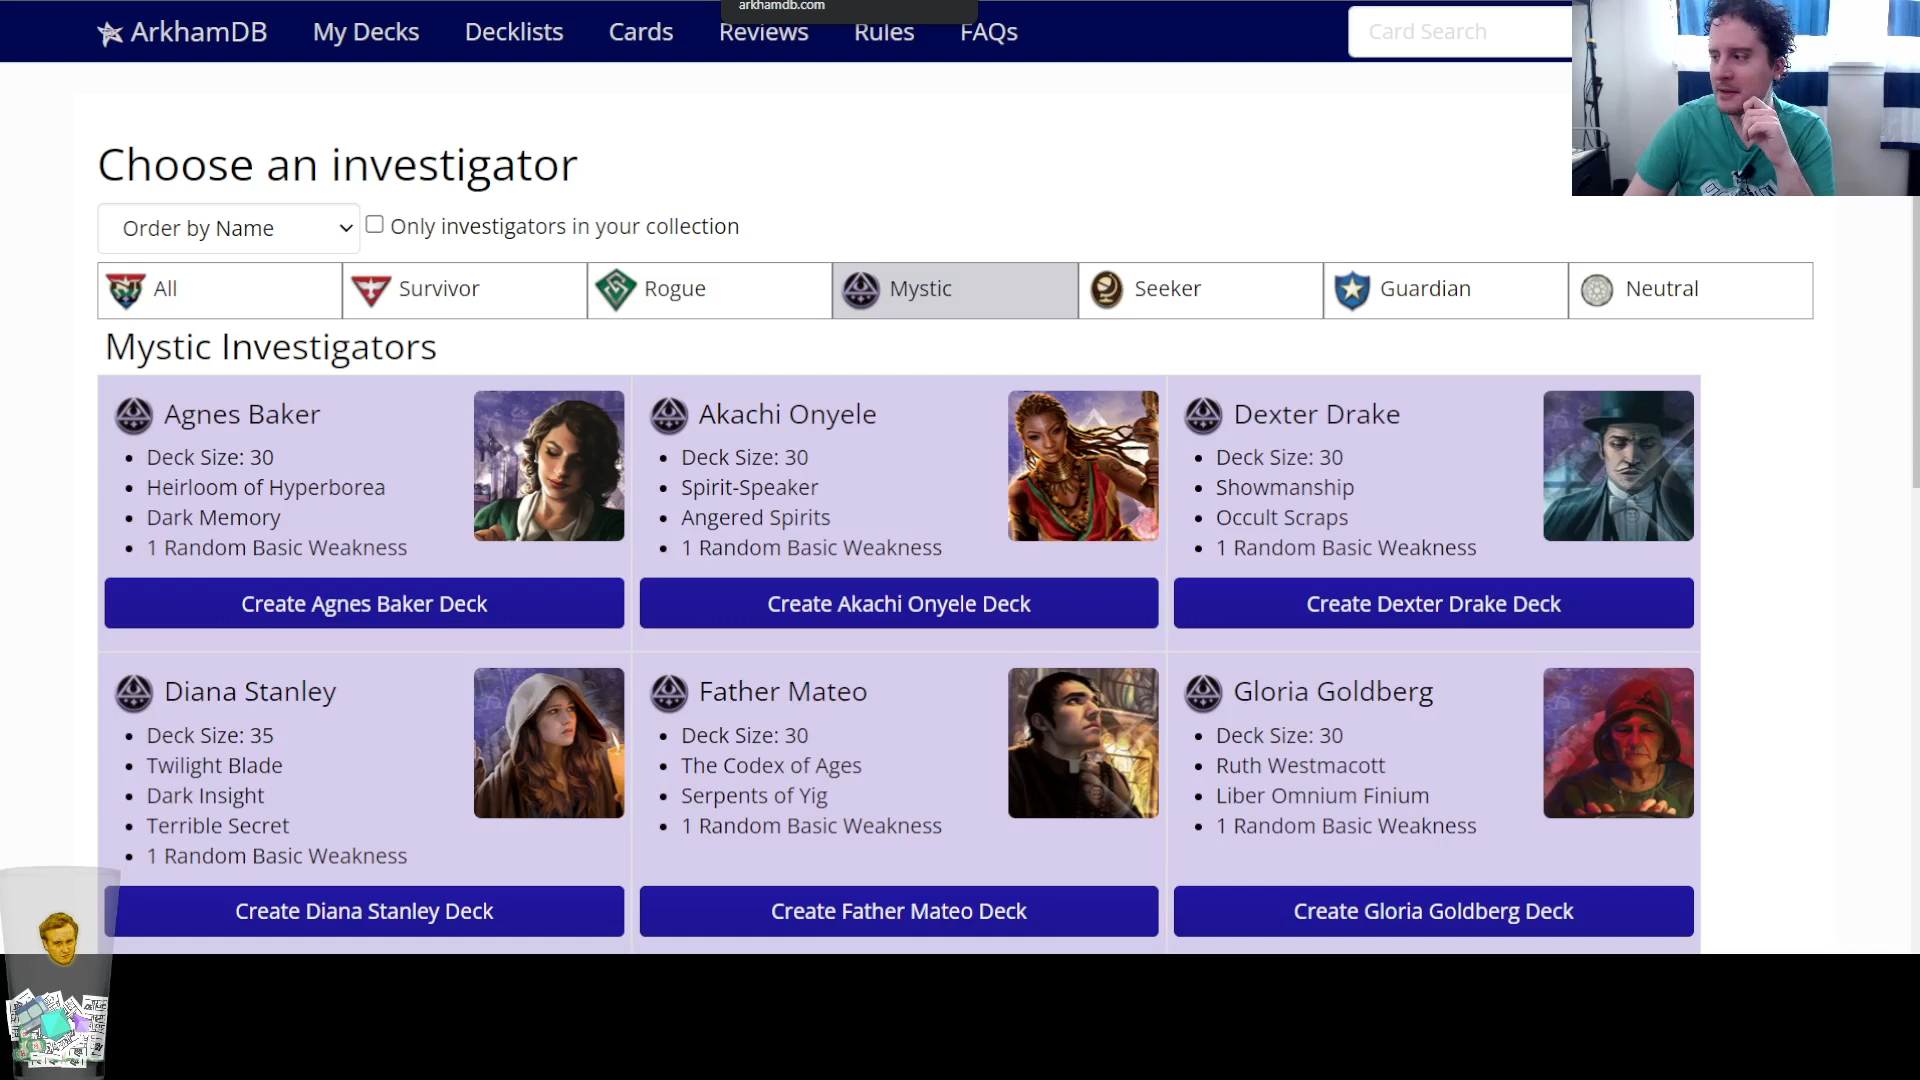 arkhamdb.com
ArkhamDB My Decks Decklists Cards Reviews Rules FAQs Card Search
Choose an investigator
Order by Name Only investigators in your collection
All Survivor Rogue Mystic Seeker Guardian Neutral
Mystic Investigators
Agnes Baker
Deck Size: 30
Heirloom of Hyperborea
Dark Memory
1 Random Basic Weakness
Create Agnes Baker Deck
Akachi Onyele
Deck Size: 30
Spirit-Speaker
Angered Spirits
1 Random Basic Weakness
Create Akachi Onyele Deck
Dexter Drake
Deck Size: 30
Showmanship
Occult Scraps
1 Random Basic Weakness
Create Dexter Drake Deck
Diana Stanley
Deck Size: 35
Twilight Blade
Dark Insight
Terrible Secret
1 Random Basic Weakness
Create Diana Stanley Deck
Father Mateo
Deck Size: 30
The Codex of Ages
Serpents of Yig
1 Random Basic Weakness
Create Father Mateo Deck
Gloria Goldberg
Deck Size: 30
Ruth Westmacott
Liber Omnium Finium
1 Random Basic Weakness
Create Gloria Goldberg Deck